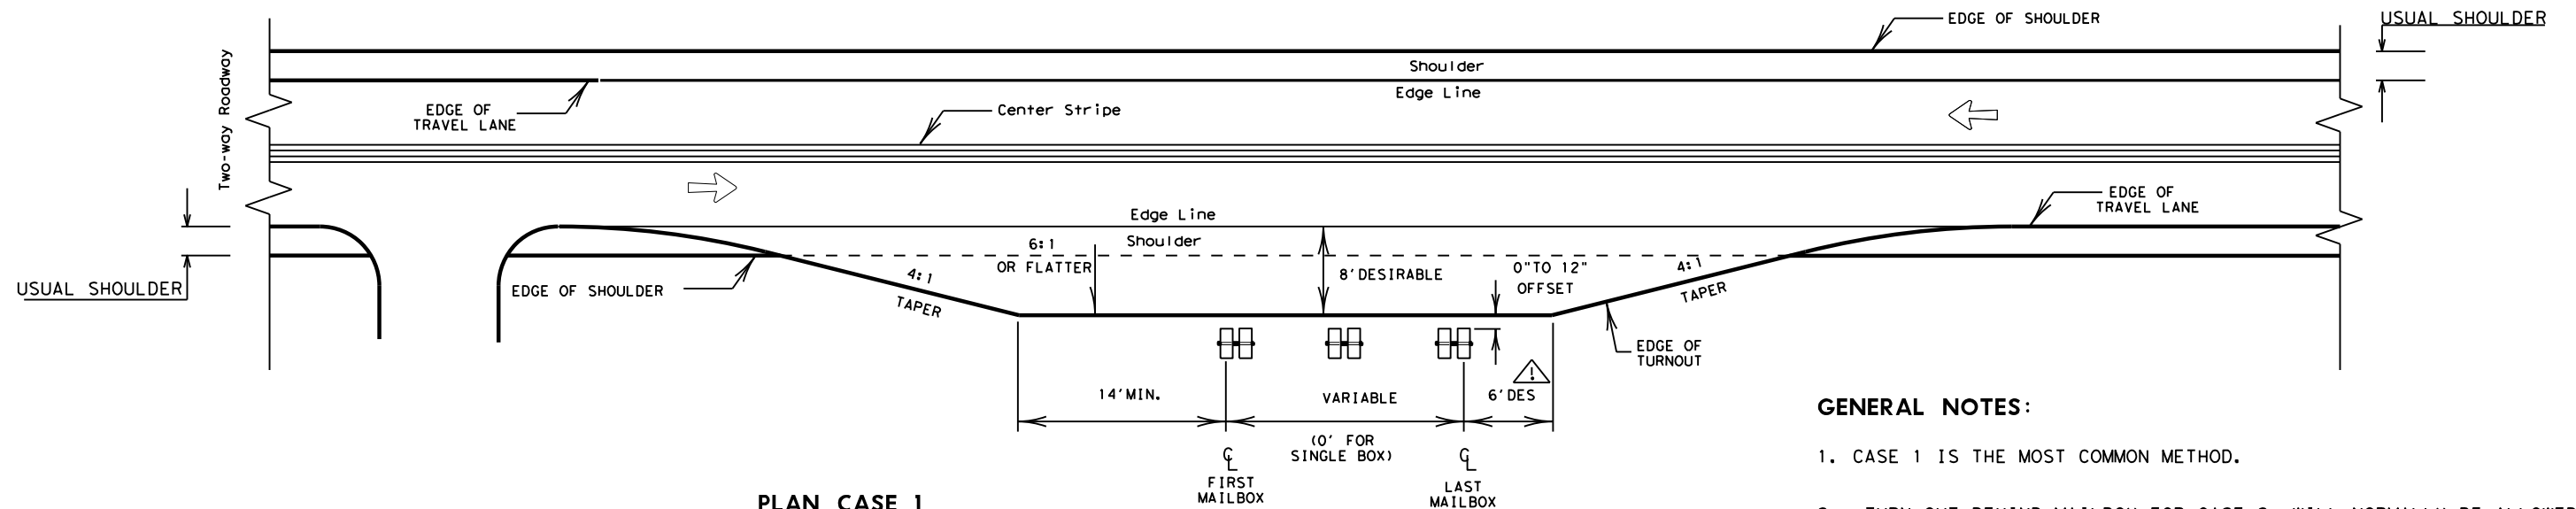 EDGE OF SHOULDER
USUAL SHOULDER
Two-way Roadway
Shoulder
Edge Line
EDGE OF
TRAVEL LANE
Center Stripe
EDGE OF
TRAVEL LANE
Edge Line
Shoulder
6:1
OR FLATTER
8'DESIRABLE
0"TO 12"
OFFSET
4:1
TAPER
4:1
TAPER
USUAL SHOULDER
EDGE OF SHOULDER
EDGE OF
TURNOUT
14'MIN.
VARIABLE
6'DES
(0' FOR
SINGLE BOX)
℄
FIRST
MAILBOX
℄
LAST
MAILBOX
PLAN CASE 1
GENERAL NOTES:
1. CASE 1 IS THE MOST COMMON METHOD.